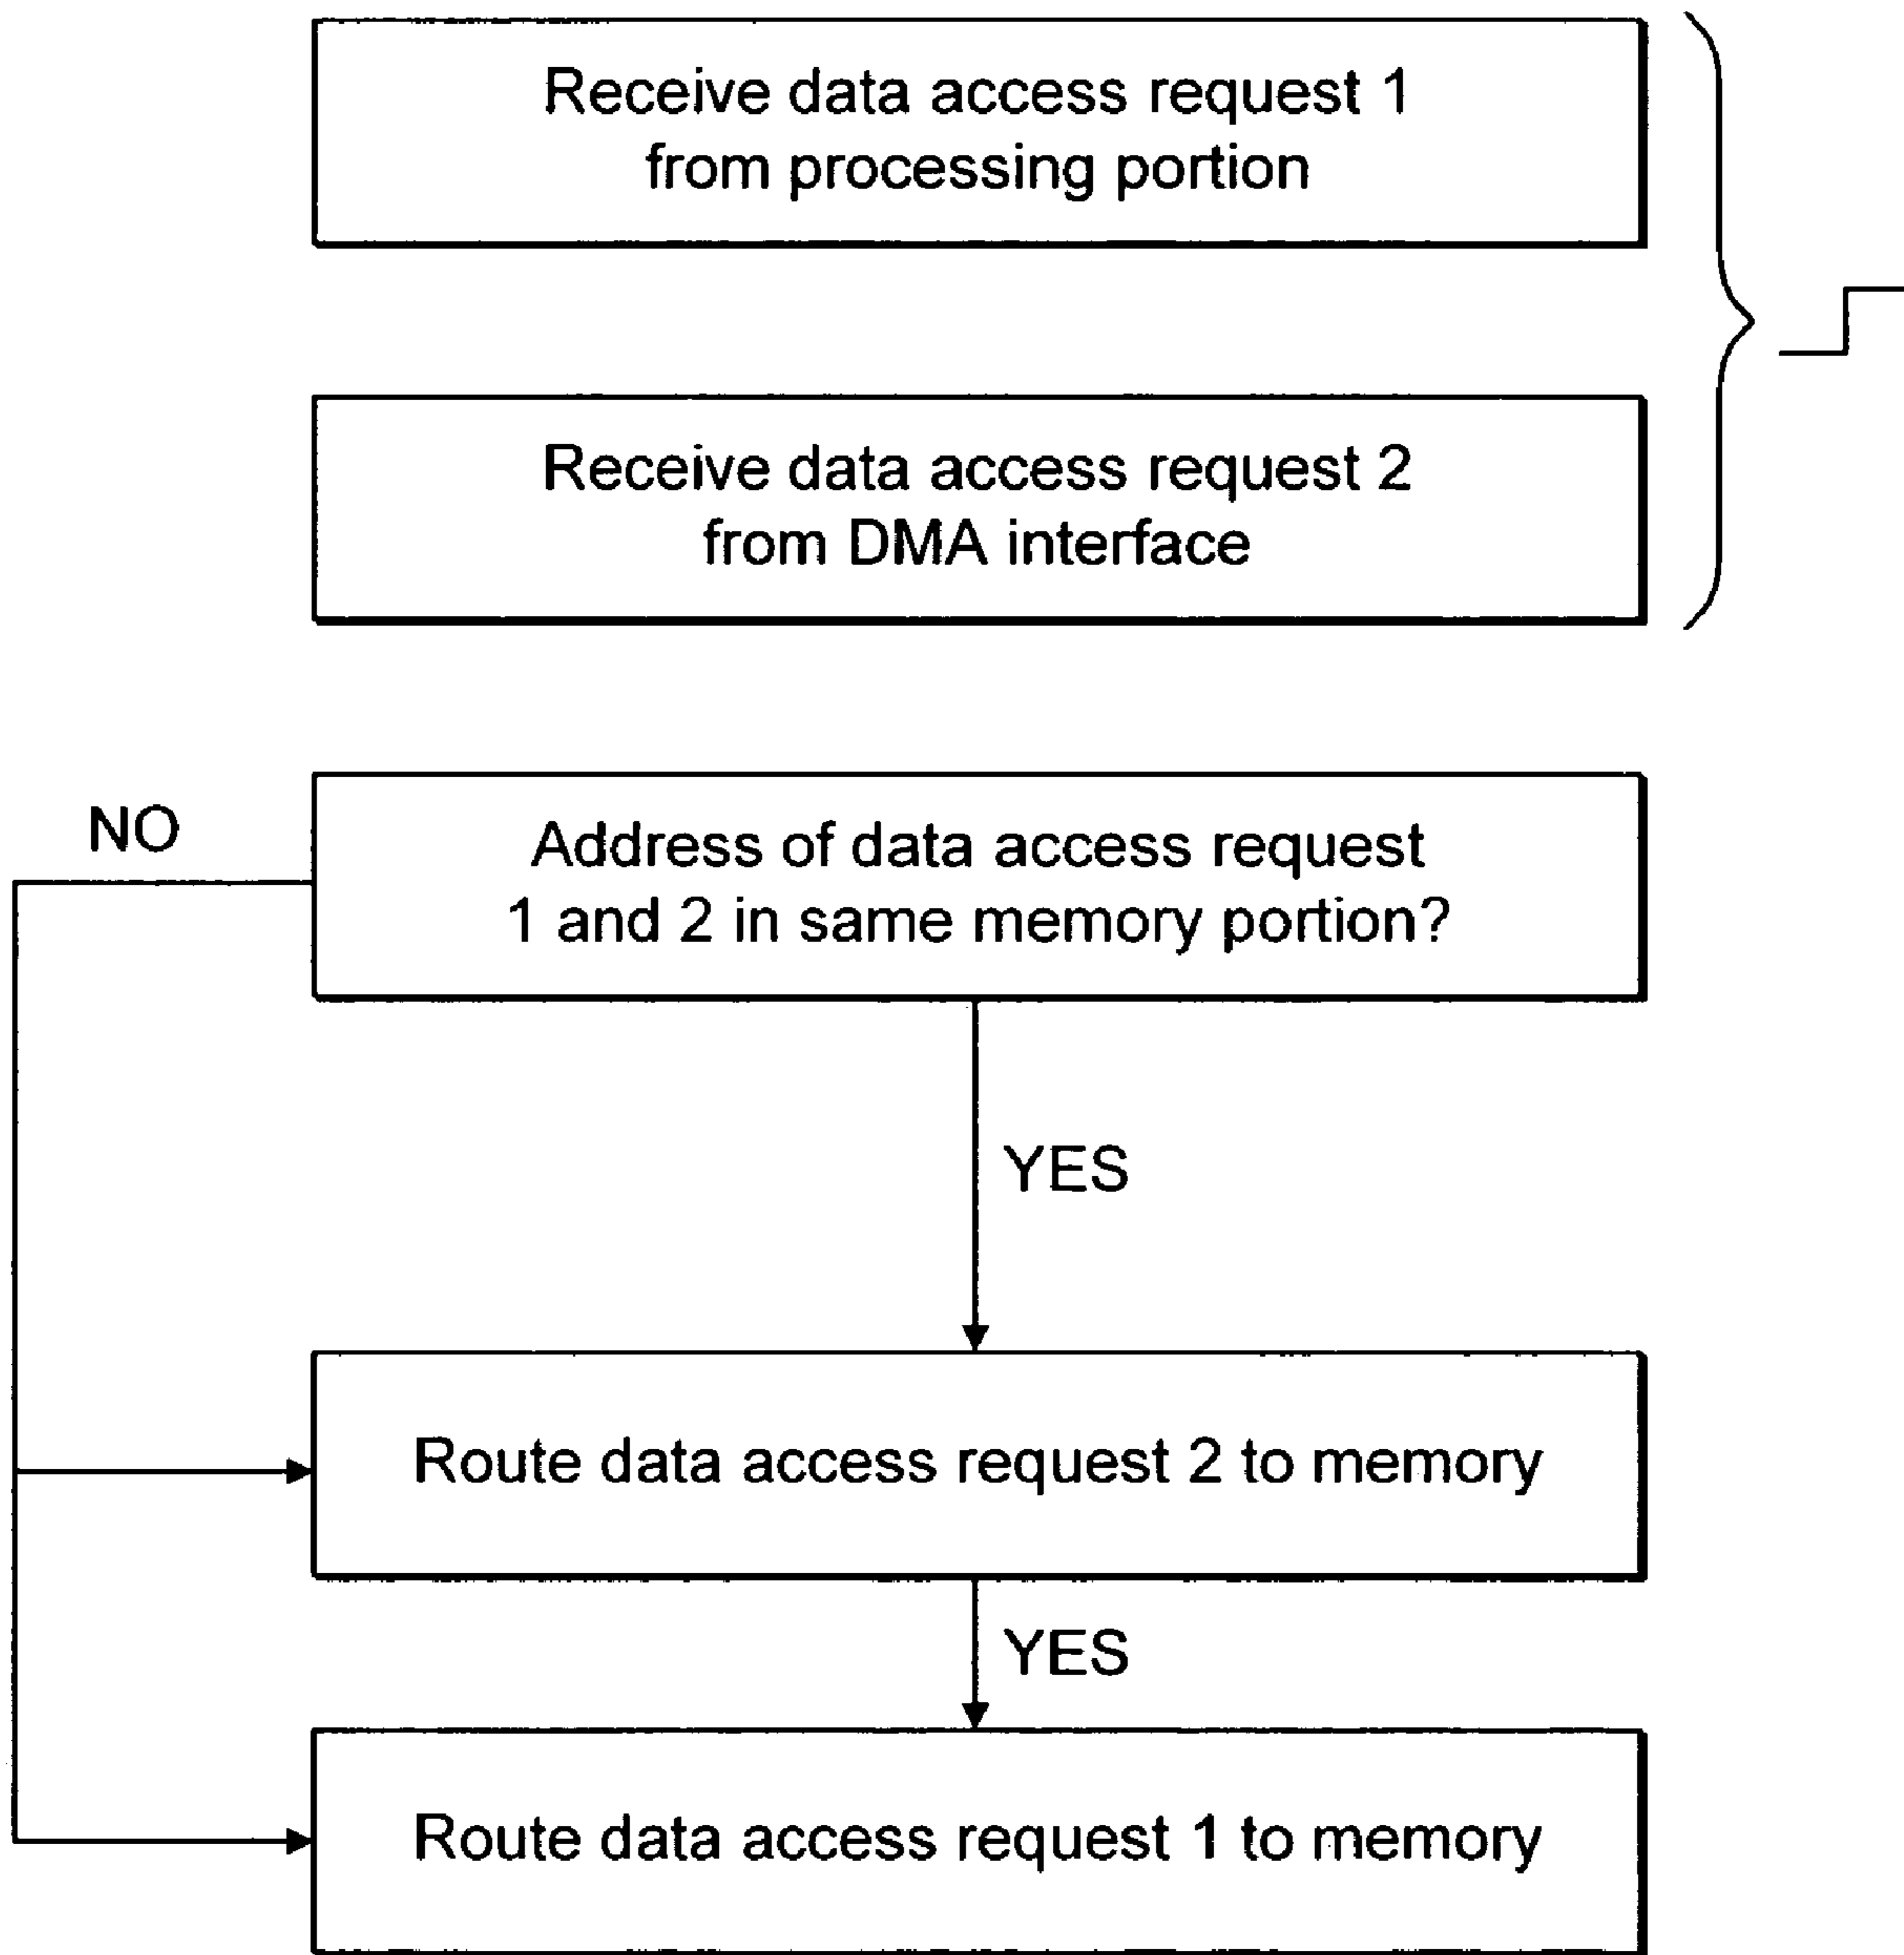 Receive data access request 1
from processing portion
Receive data access request 2
from DMA interface
NO
Address of data access request
1 and 2 in same memory portion?
YES
Route data access request 2 to memory
YES
Route data access request 1 to memory